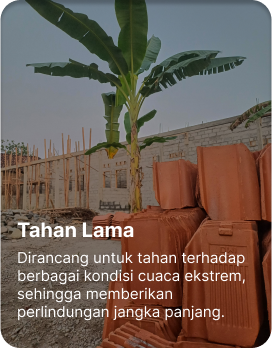 Tahan Lama
Dirancang untuk tahan terhadap
berbagai kondisi cuaca ekstrem,
sehingga memberikan
perlindungan jangka panjang.